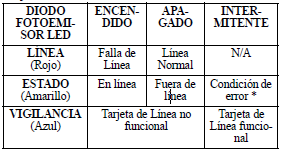 DIODO FOTOEMI-SOR LED	ENCEN-DIDO	APA-GADO	INTER-MITENTE
LÍNEA (Rojo)	Falla de Línea	Línea Normal	N/A
ESTADO (Amarillo)	En línea	Fuera de línea	Condición de error *
VIGILANCIA (Azul)	Tarjeta de Línea no funcional	Tarjeta de Línea funcio-nal